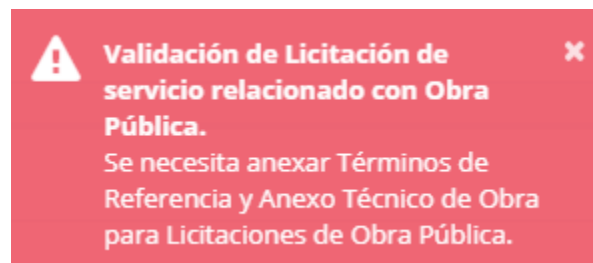 Validación de Licitación de
servicio relacionado con Obra
Pública.
Se necesita anexar Términos de
Referencia y Anexo Técnico de Obra
para Licitaciones de Obra Pública.